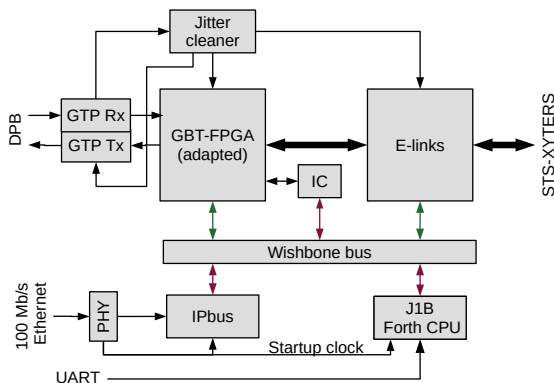 Jitter
cleaner
DPB
GTP Rx
GTP Tx
GBT-FPGA
(adapted)
E-links
STS-XYTERS
IC
Wishbone bus
100 Mb/s
Ethernet
PHY
IPbus
J1B
Forth CPU
Startup clock
UART